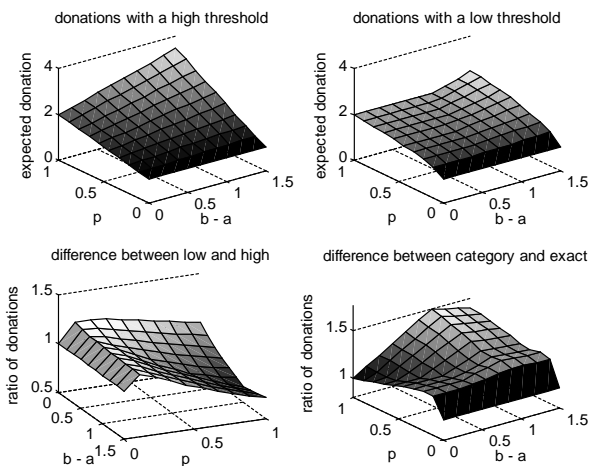 donations with a high threshold
expected donation
4
2
0
1
0.5
0
p
0
0.5
1
1.5
b - a
donations with a low threshold
expected donation
4
2
0
1
0.5
0
p
0
0.5
1
1.5
b - a
difference between low and high
ratio of donations
1.5
1
0.5
0
0.5
1
1.5
b - a
0
0.5
1
p
difference between category and exact
ratio of donations
1.5
1
1
0.5
0
p
0
0.5
1
1.5
b - a